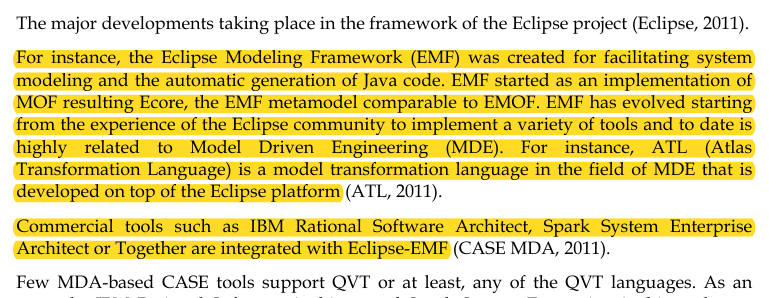 The major developments taking place in the framework of the Eclipse project (Eclipse, 2011).
For instance, the Eclipse Modeling Framework (EMF) was created for facilitating system
modeling and the automatic generation of Java code. EMF started as an implementation of
MOF resulting Ecore, the EMF metamodel comparable to EMOF. EMF has evolved starting
from the experience of the Eclipse community to implement a variety of tools and to date is
highly related to Model Driven Engineering (MDE). For instance, ATL (Atlas
Transformation Language) is a model transformation language in the field of MDE that is
developed on top of the Eclipse platform (ATL, 2011).
Commercial tools such as IBM Rational Software Architect, Spark System Enterprise
Architect or Together are integrated with Eclipse-EMF (CASE MDA, 2011).
Few MDA-based CASE tools support QVT or at least, any of the QVT languages. As an